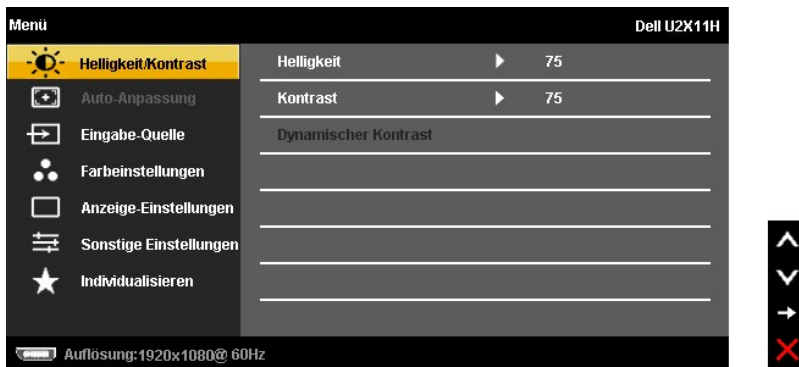 Menü Dell U2X11H
Helligkeit/Kontrast Helligkeit 75
Auto-Anpassung Kontrast 75
Eingabe-Quelle Dynamischer Kontrast
Farbeinstellungen
Anzeige-Einstellungen
Sonstige Einstellungen
Individualisieren
Auflösung:1920x1080@ 60Hz